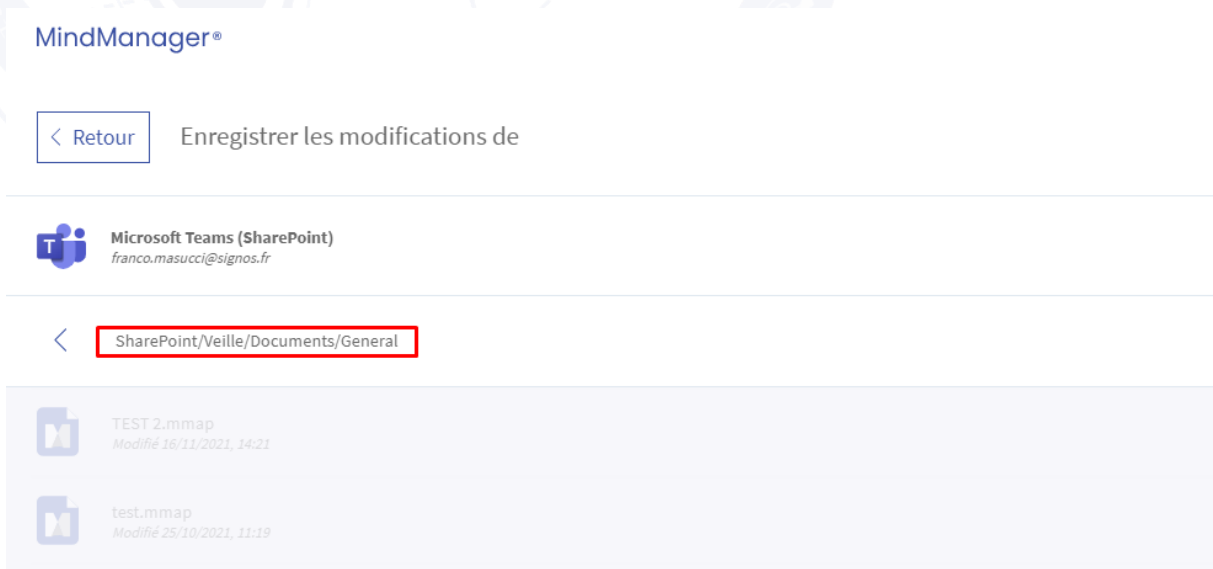 MindManager®
< Retour
Enregistrer les modifications de
T
Microsoft Teams (SharePoint)
franco.masucci@signos.fr
SharePoint/Veille/Documents/General
TEST 2.mmap
Modifié 16/11/2021, 14:21
test.mmap
Modifié 25/10/2021, 11:19